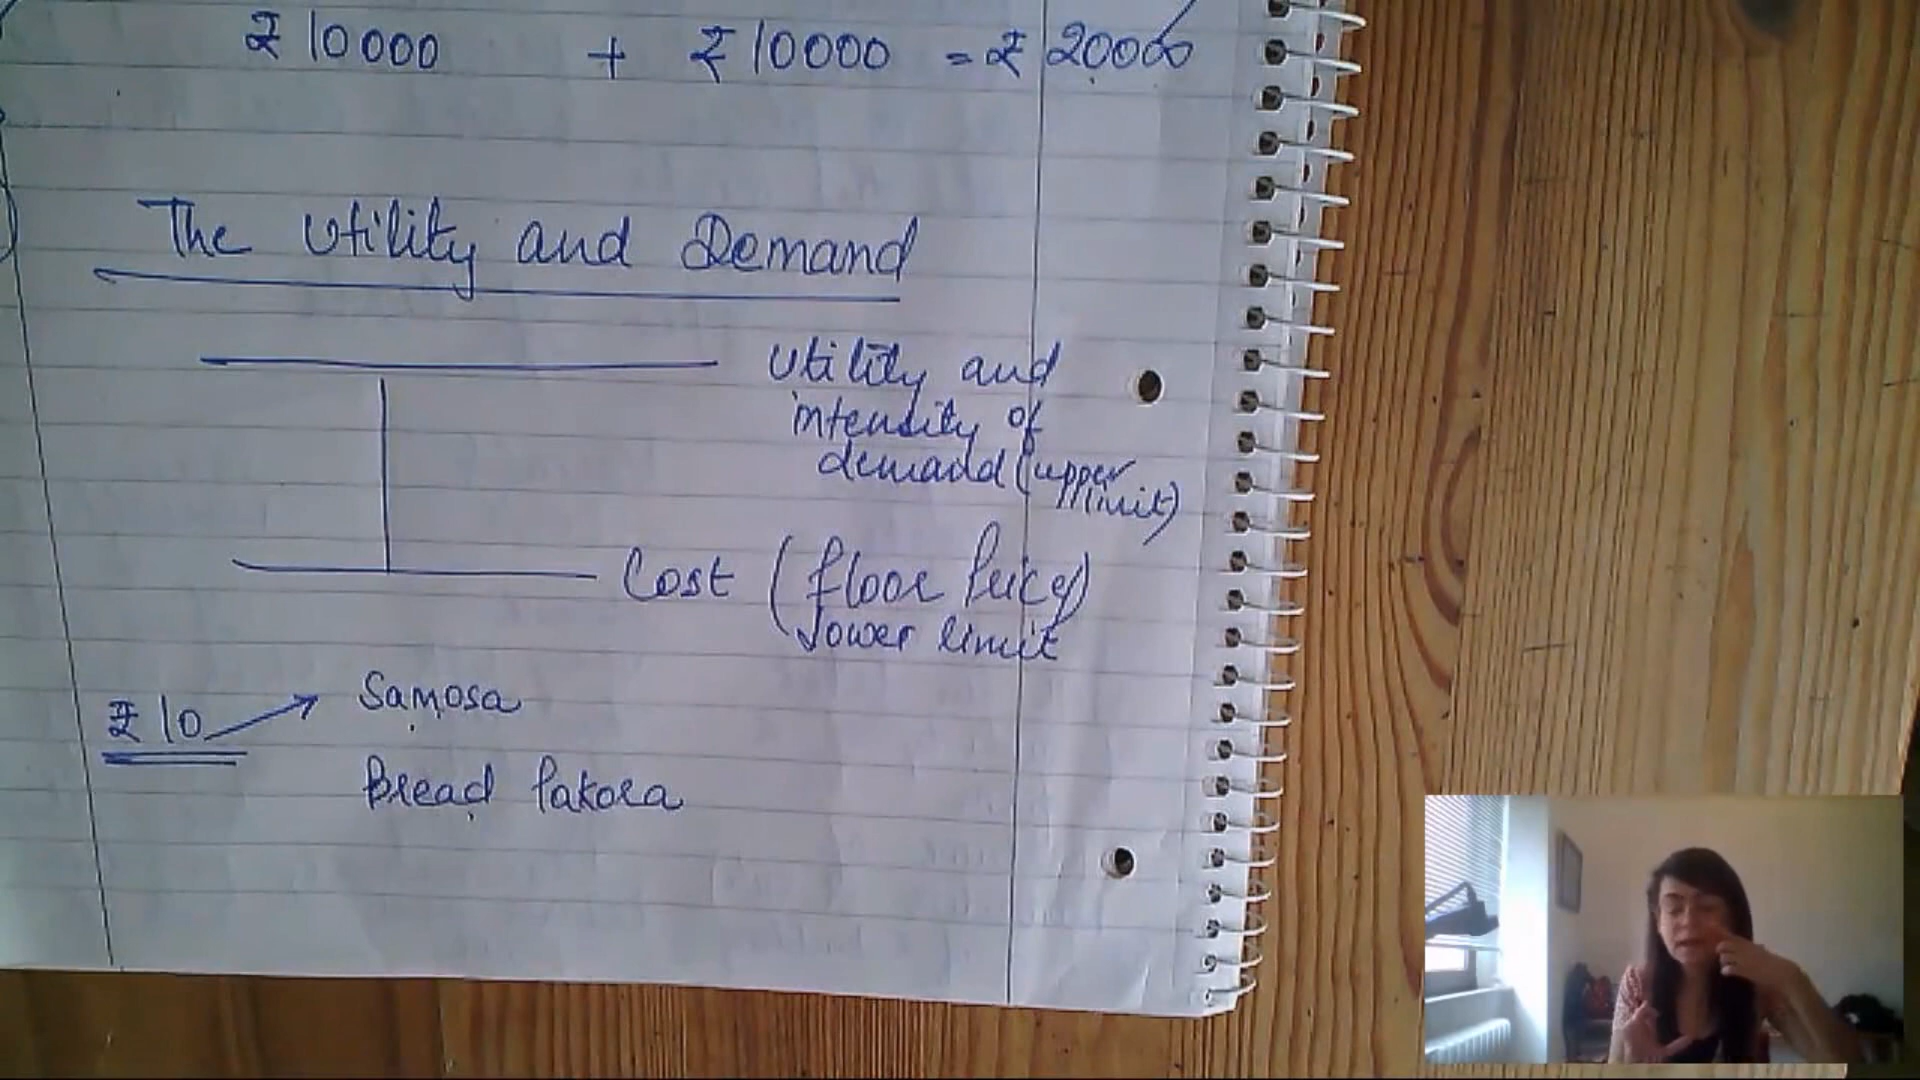 ₹ 10000 + ₹ 10000 = ₹ 20000
The Utility and Demand
Utility and
intensity of
demand (upper
limit)
Cost (floor Price)
lower limit
₹ 10 → Samosa
Bread Pakora